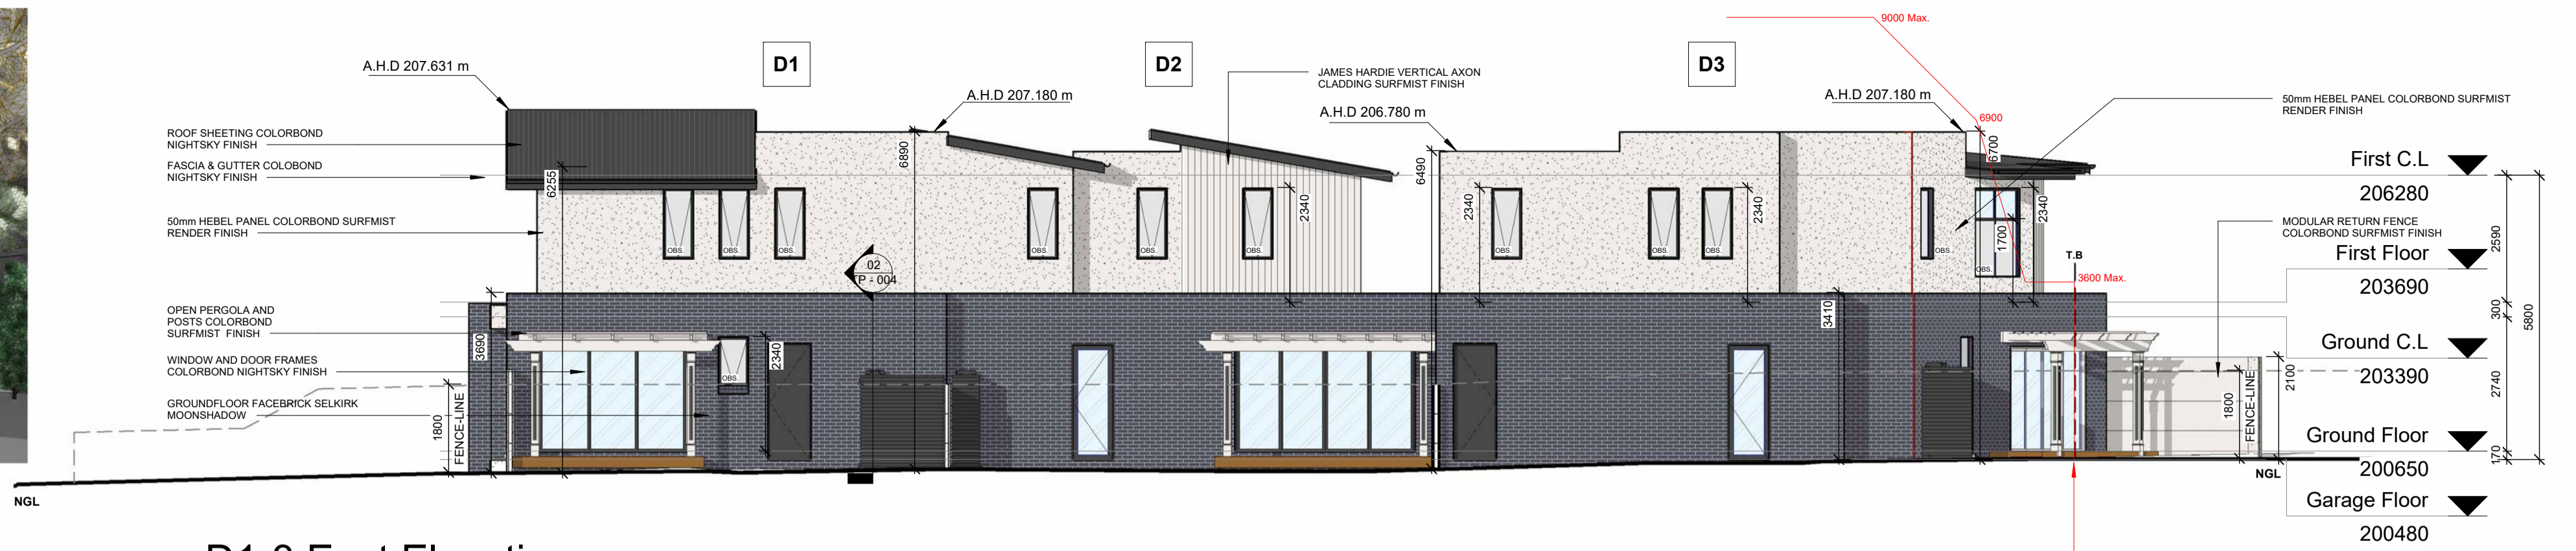 9000 Max.
D1
D2
D3
A.H.D 207.631 m
JAMES HARDIE VERTICAL AXON
CLADDING SURFMIST FINISH
A.H.D 207.180 m
A.H.D 206.780 m
A.H.D 207.180 m
6900
50mm HEBEL PANEL COLORBOND SURFMIST
RENDER FINISH
ROOF SHEETING COLORBOND
NIGHTSKY FINISH
FASCIA & GUTTER COLOBOND
NIGHTSKY FINISH
6255
6890
6490
6700
First C.L
206280
50mm HEBEL PANEL COLORBOND SURFMIST
RENDER FINISH
2340
2340
2340
2340
1700
OBS.
OBS.
OBS.
OBS.
OBS.
OBS.
OBS.
OBS.
OBS.
OBS.
OBS.
MODULAR RETURN FENCE
COLORBOND SURFMIST FINISH
02
TP - 004
T.B
3600 Max.
First Floor
203690
2590
300
5800
OPEN PERGOLA AND
POSTS COLORBOND
SURFMIST FINISH
3690
2340
OBS.
3410
Ground C.L
203390
WINDOW AND DOOR FRAMES
COLORBOND NIGHTSKY FINISH
GROUNDFLOOR FACEBRICK SELKIRK
MOONSHADOW
1800
FENCE-LINE
1800
FENCE-LINE
2100
2740
Ground Floor
200650
170
NGL
NGL
Garage Floor
200480